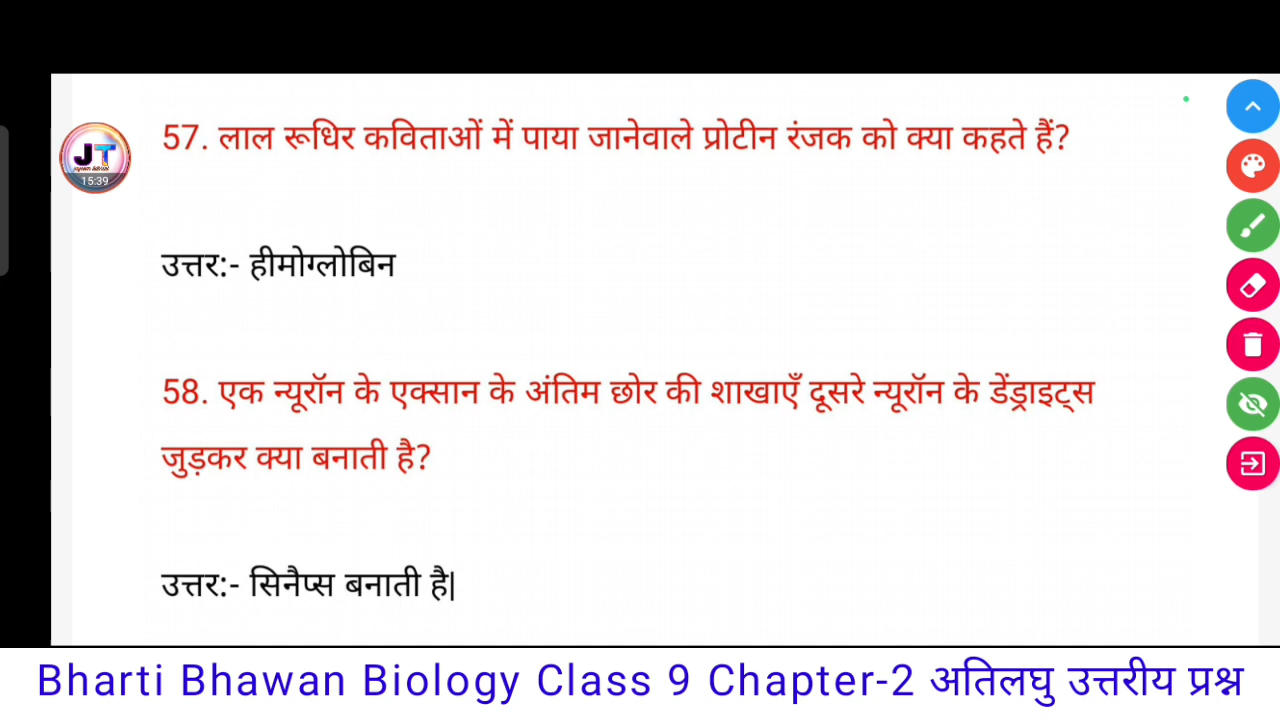 57. लाल रूधिर कविताओं में पाया जानेवाले प्रोटीन रंजक को क्या कहते हैं?
JT
15:39
उत्तर:- हीमोग्लोबिन
58. एक न्यूरॉन के एक्सान के अंतिम छोर की शाखाएँ दूसरे न्यूरॉन के डेंड्राइट्स
जुड़कर क्या बनाती है?
उत्तर:- सिनैप्स बनाती है|
Bharti Bhawan Biology Class 9 Chapter-2 अतिलघु उत्तरीय प्रश्न